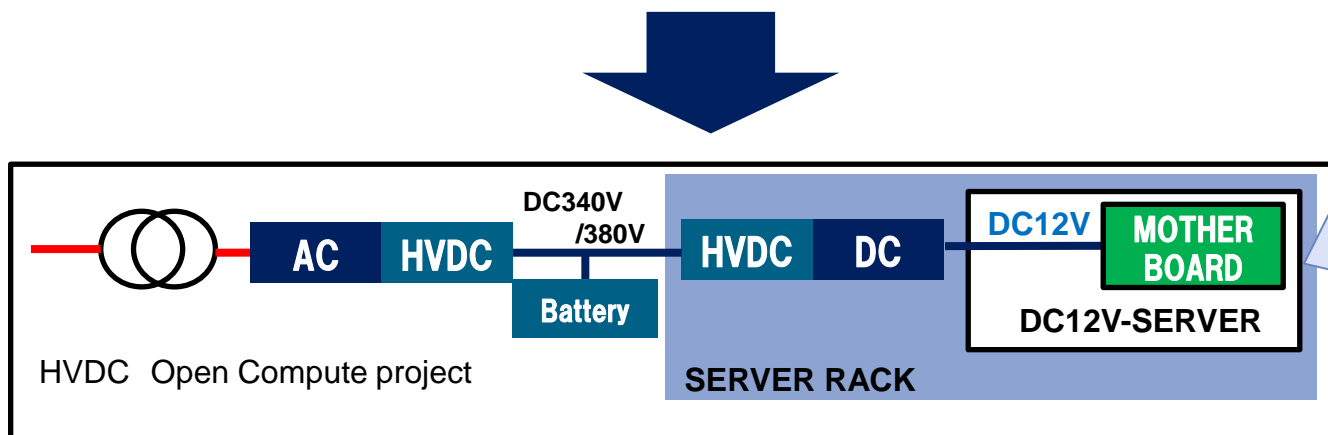 DC340V
/380V
AC HVDC
Battery
HVDC DC
DC12V
MOTHER
BOARD
DC12V-SERVER
HVDC Open Compute project
SERVER RACK